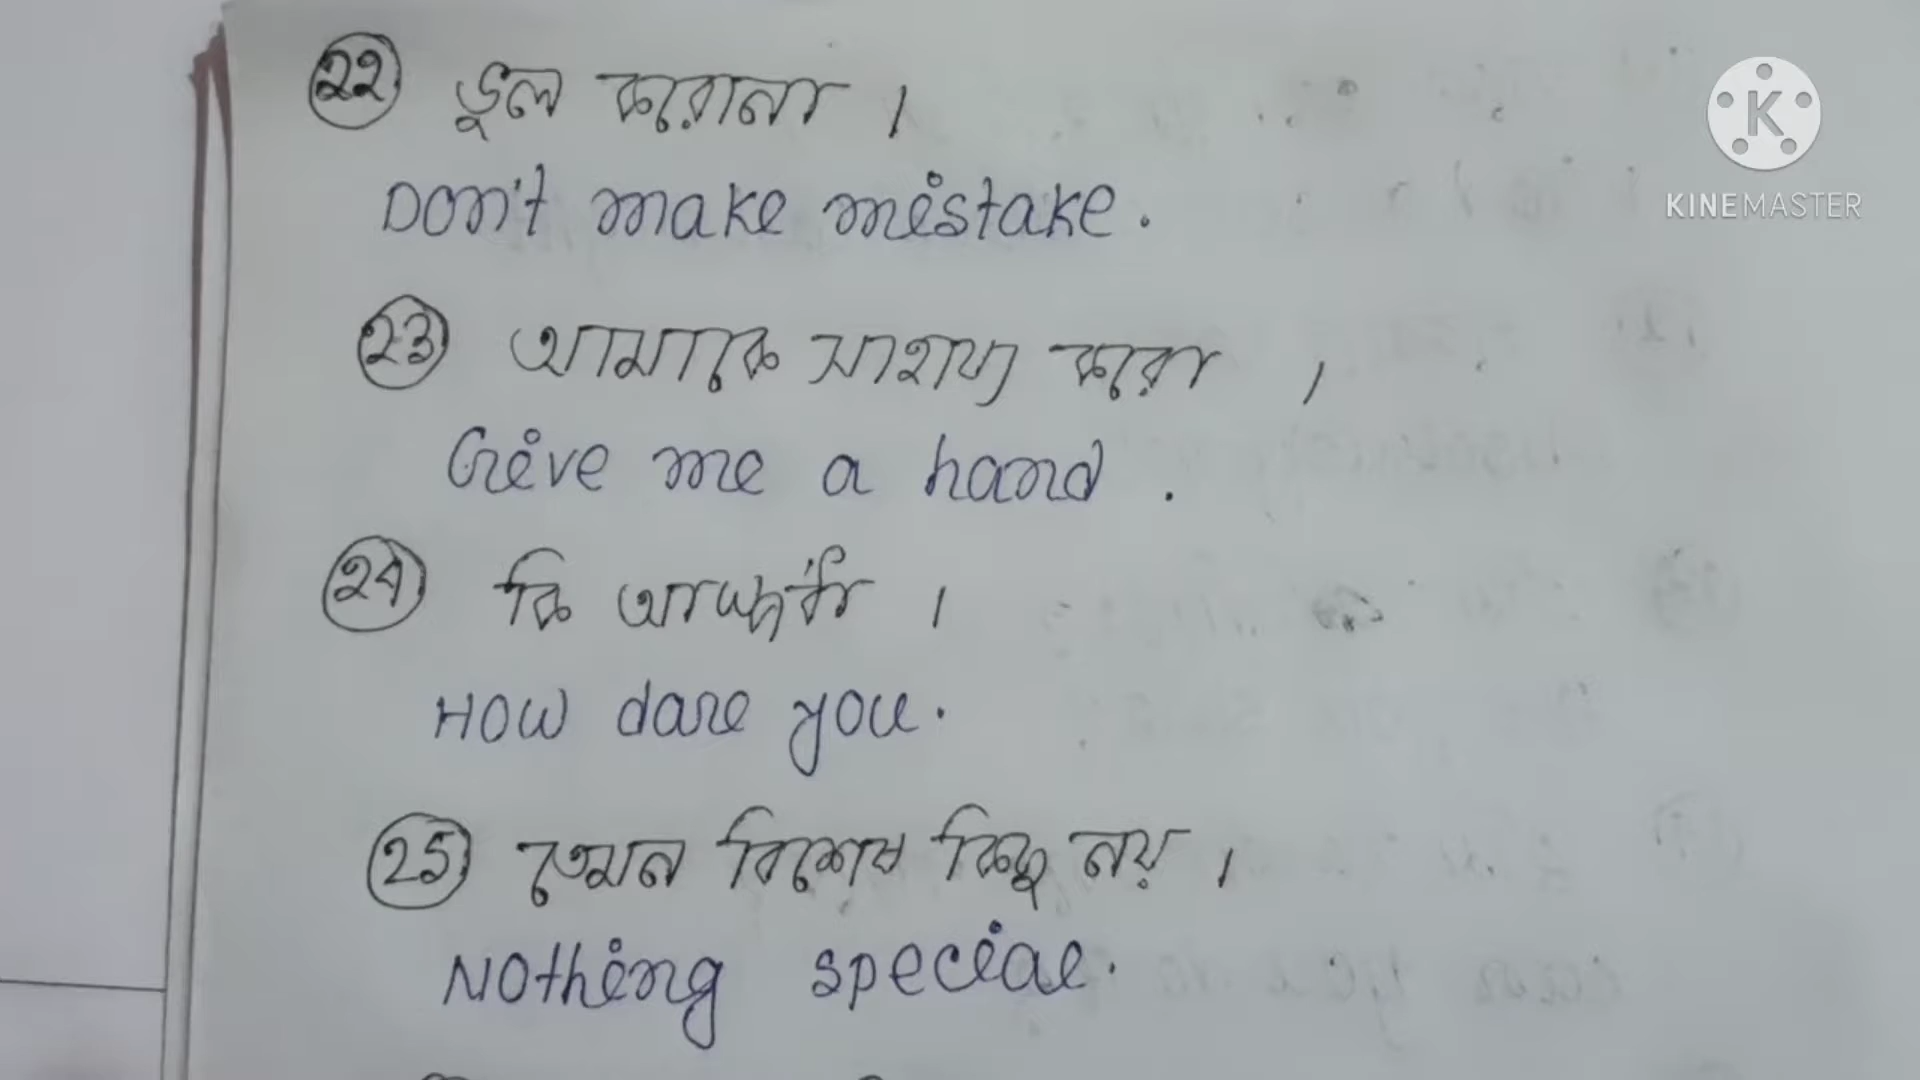 22 ভুল করোনা ।
Don't make mistake.
23 আমাকে সাহায্য করো ।
Give me a hand.
24 কি আস্পর্ধা ।
How dare you.
25 তেমন বিশেষ কিছু নয় ।
Nothing special.
K
KINEMASTER